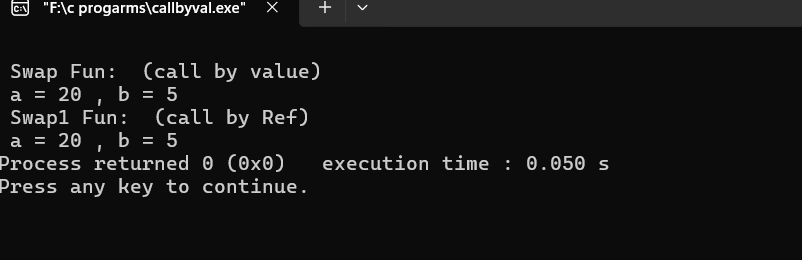 "F:\c progarms\callbyval.exe"
Swap Fun:  (call by value)
a = 20 , b = 5
Swap1 Fun:  (call by Ref)
a = 20 , b = 5
Process returned 0 (0x0)   execution time : 0.050 s
Press any key to continue.